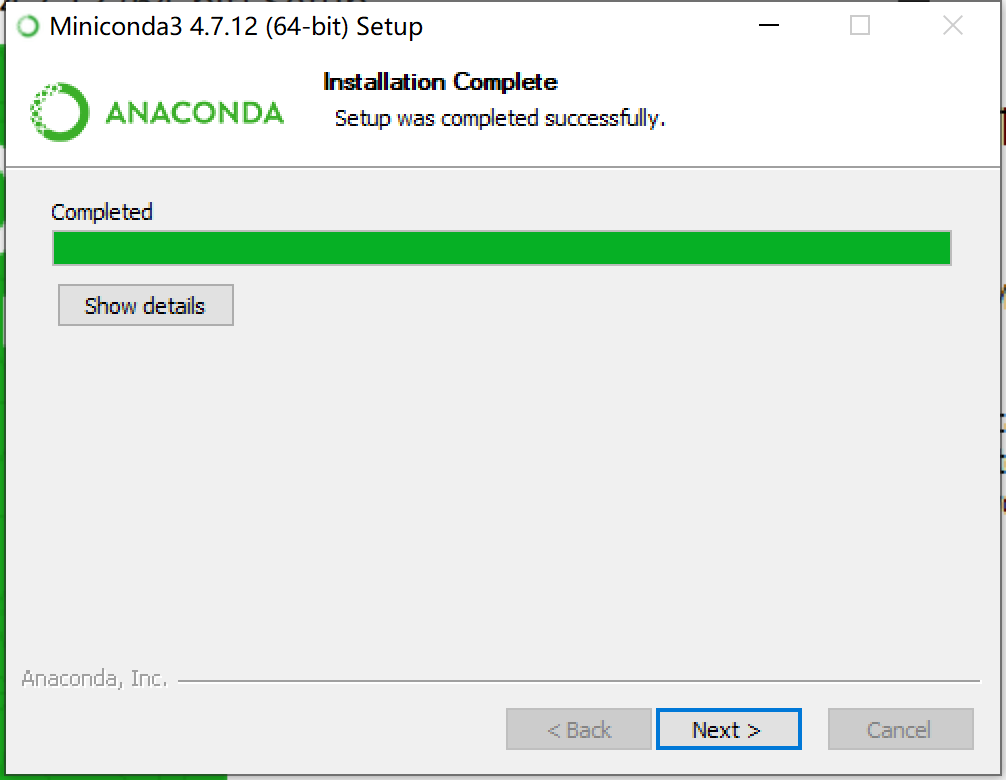 Miniconda3 4.7.12 (64-bit) Setup
ANACONDA
Installation Complete
Setup was completed successfully.
Completed
Show details
Anaconda, Inc.
< Back
Next >
Cancel